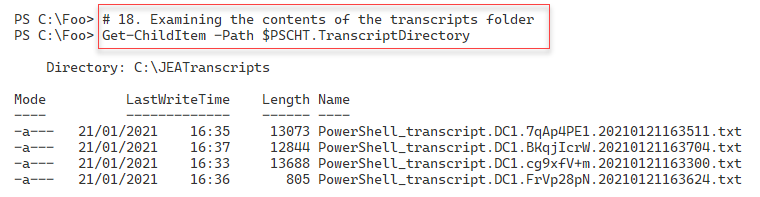 PS C:\Foo> # 18. Examining the contents of the transcripts folder
PS C:\Foo> Get-ChildItem -Path $PSCHT.TranscriptDirectory
Directory: C:\JEATranscripts
Mode LastWriteTime Length Name
---- ------------- ------ ----
-a--- 21/01/2021 16:35 13073 PowerShell_transcript.DC1.7qAp4PE1.20210121163511.txt
-a--- 21/01/2021 16:37 12844 PowerShell_transcript.DC1.BKqjIcrW.20210121163704.txt
-a--- 21/01/2021 16:33 13688 PowerShell_transcript.DC1.cg9xfV+m.20210121163300.txt
-a--- 21/01/2021 16:36 805 PowerShell_transcript.DC1.FrVp28pN.20210121163624.txt